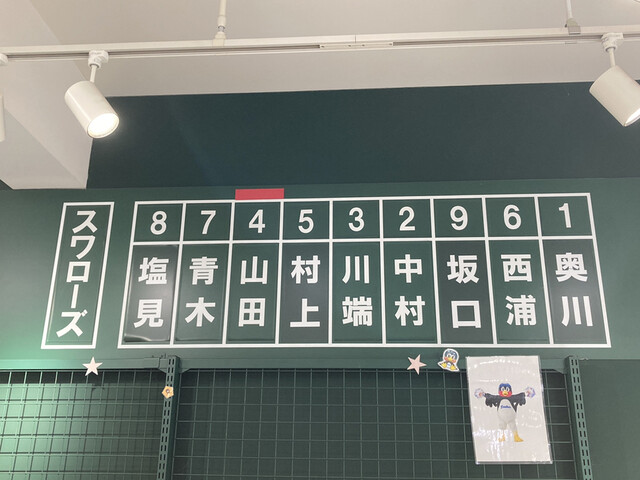 スワローズ
8 7 4 5 3 2 9 6 1
塩見 青木 山田 村上 川端 中村 坂口 西浦 奥川